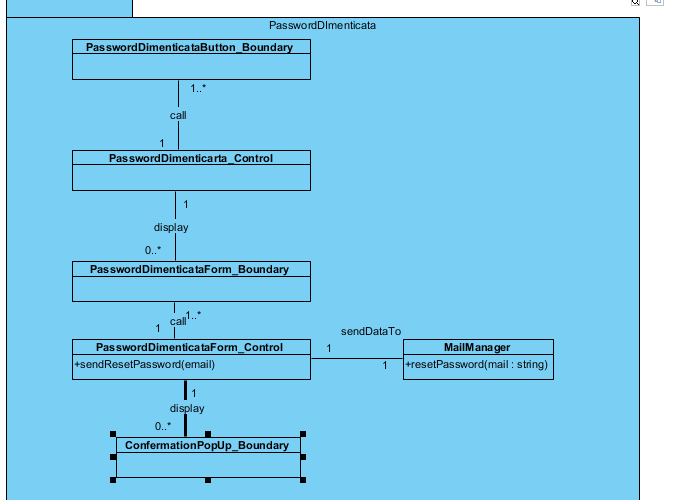 PasswordDImenticata
PasswordDimenticataButton_Boundary
1..*
call
1
PasswordDimenticarta_Control
1
display
0..*
PasswordDimenticataForm_Boundary
1..*
call
1
sendDataTo
PasswordDimenticataForm_Control
+sendResetPassword(email)
1
1
MailManager
+resetPassword(mail : string)
1
display
0..*
ConfermationPopUp_Boundary